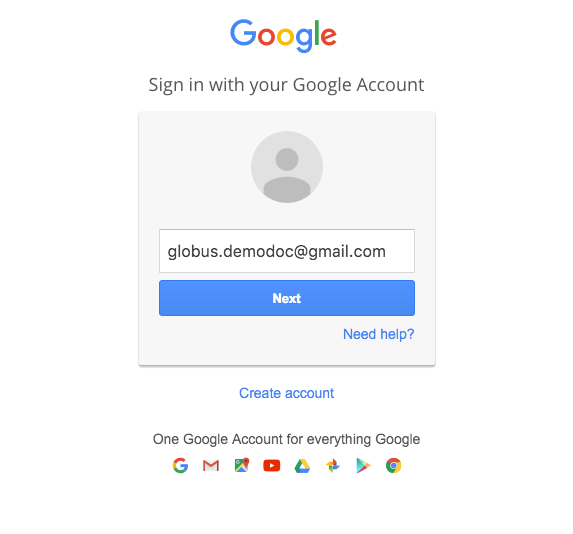 Google
Sign in with your Google Account
globus.demodoc@gmail.com
Next
Need help?
Create account
One Google Account for everything Google